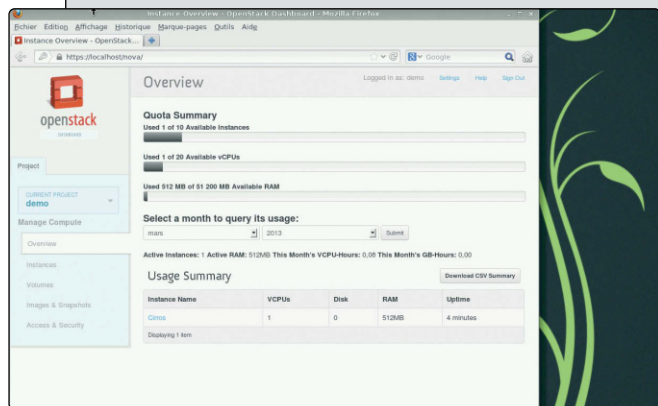 Instance Overview - OpenStack Dashboard - Mozilla Firefox
Fichier Edition Affichage Historique Marque-pages Outils Aide
Instance Overview - OpenStack...
https://localhost/nova/
Google
openstack
DASHBOARD
Project
CURRENT PROJECT
demo
Manage Compute
Overview
Instances
Volumes
Images & Snapshots
Access & Security
Overview
Logged in as: demo Settings Help Sign Out
Quota Summary
Used 1 of 10 Available Instances
Used 1 of 20 Available vCPUs
Used 512 MB of 51 200 MB Available RAM
Select a month to query its usage:
mars 2013 Submit
Active Instances: 1 Active RAM: 512MB This Month's VCPU-Hours: 0,08 This Month's GB-Hours: 0,00
Usage Summary
Download CSV Summary
Instance Name VCPUs Disk RAM Uptime
Cirros 1 0 512MB 4 minutes
Displaying 1 item